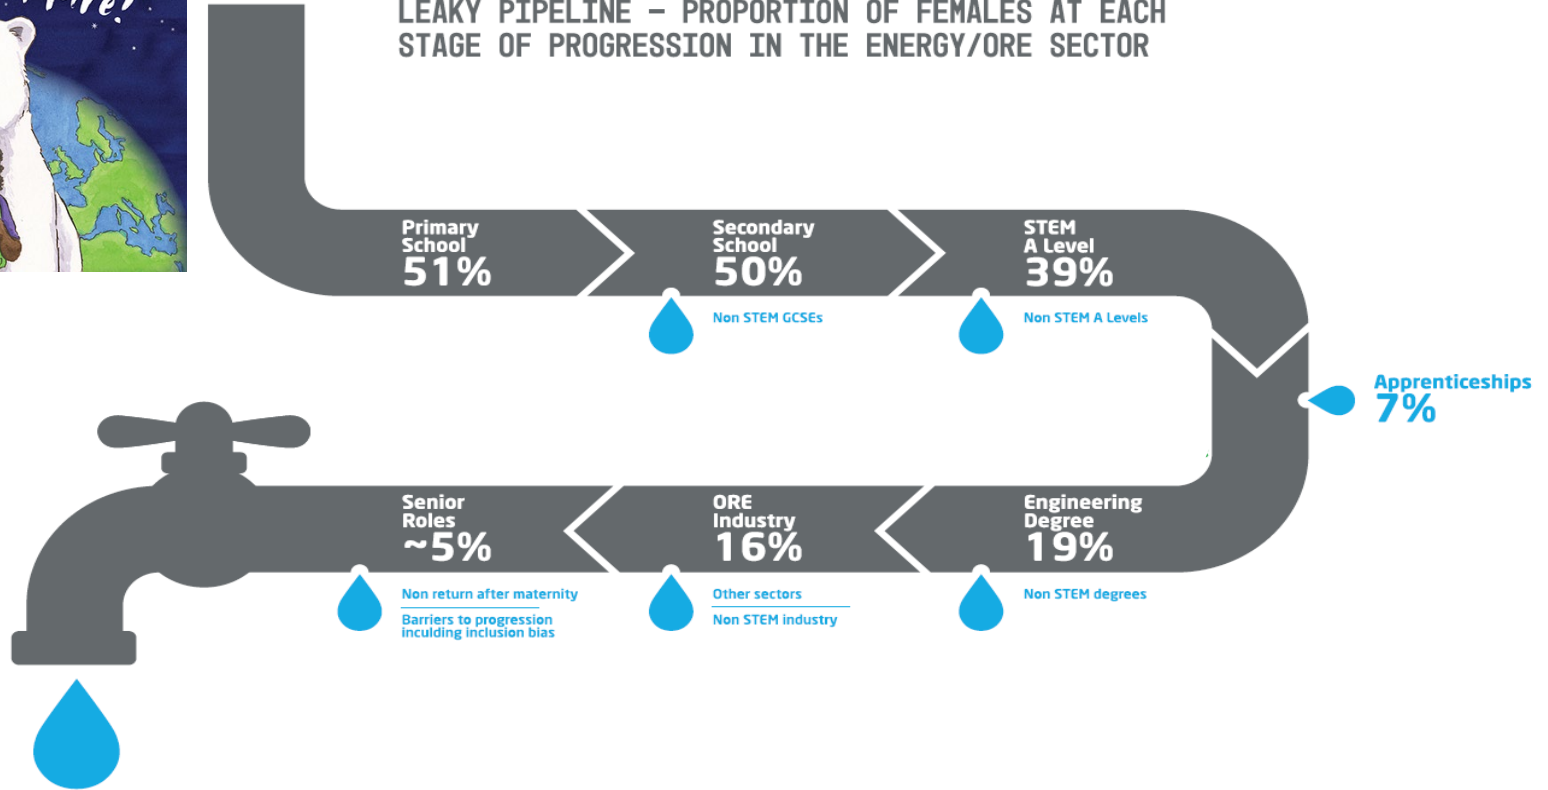 LEAKY PIPELINE – PROPORTION OF FEMALES AT EACH
STAGE OF PROGRESSION IN THE ENERGY/ORE SECTOR
Primary
School
51%
Secondary
School
50%
Non STEM GCSEs
STEM
A Level
39%
Non STEM A Levels
Apprenticeships
7%
Engineering
Degree
19%
Non STEM degrees
ORE
Industry
16%
Other sectors
Non STEM industry
Senior
Roles
~5%
Non return after maternity
Barriers to progression
inculding inclusion bias